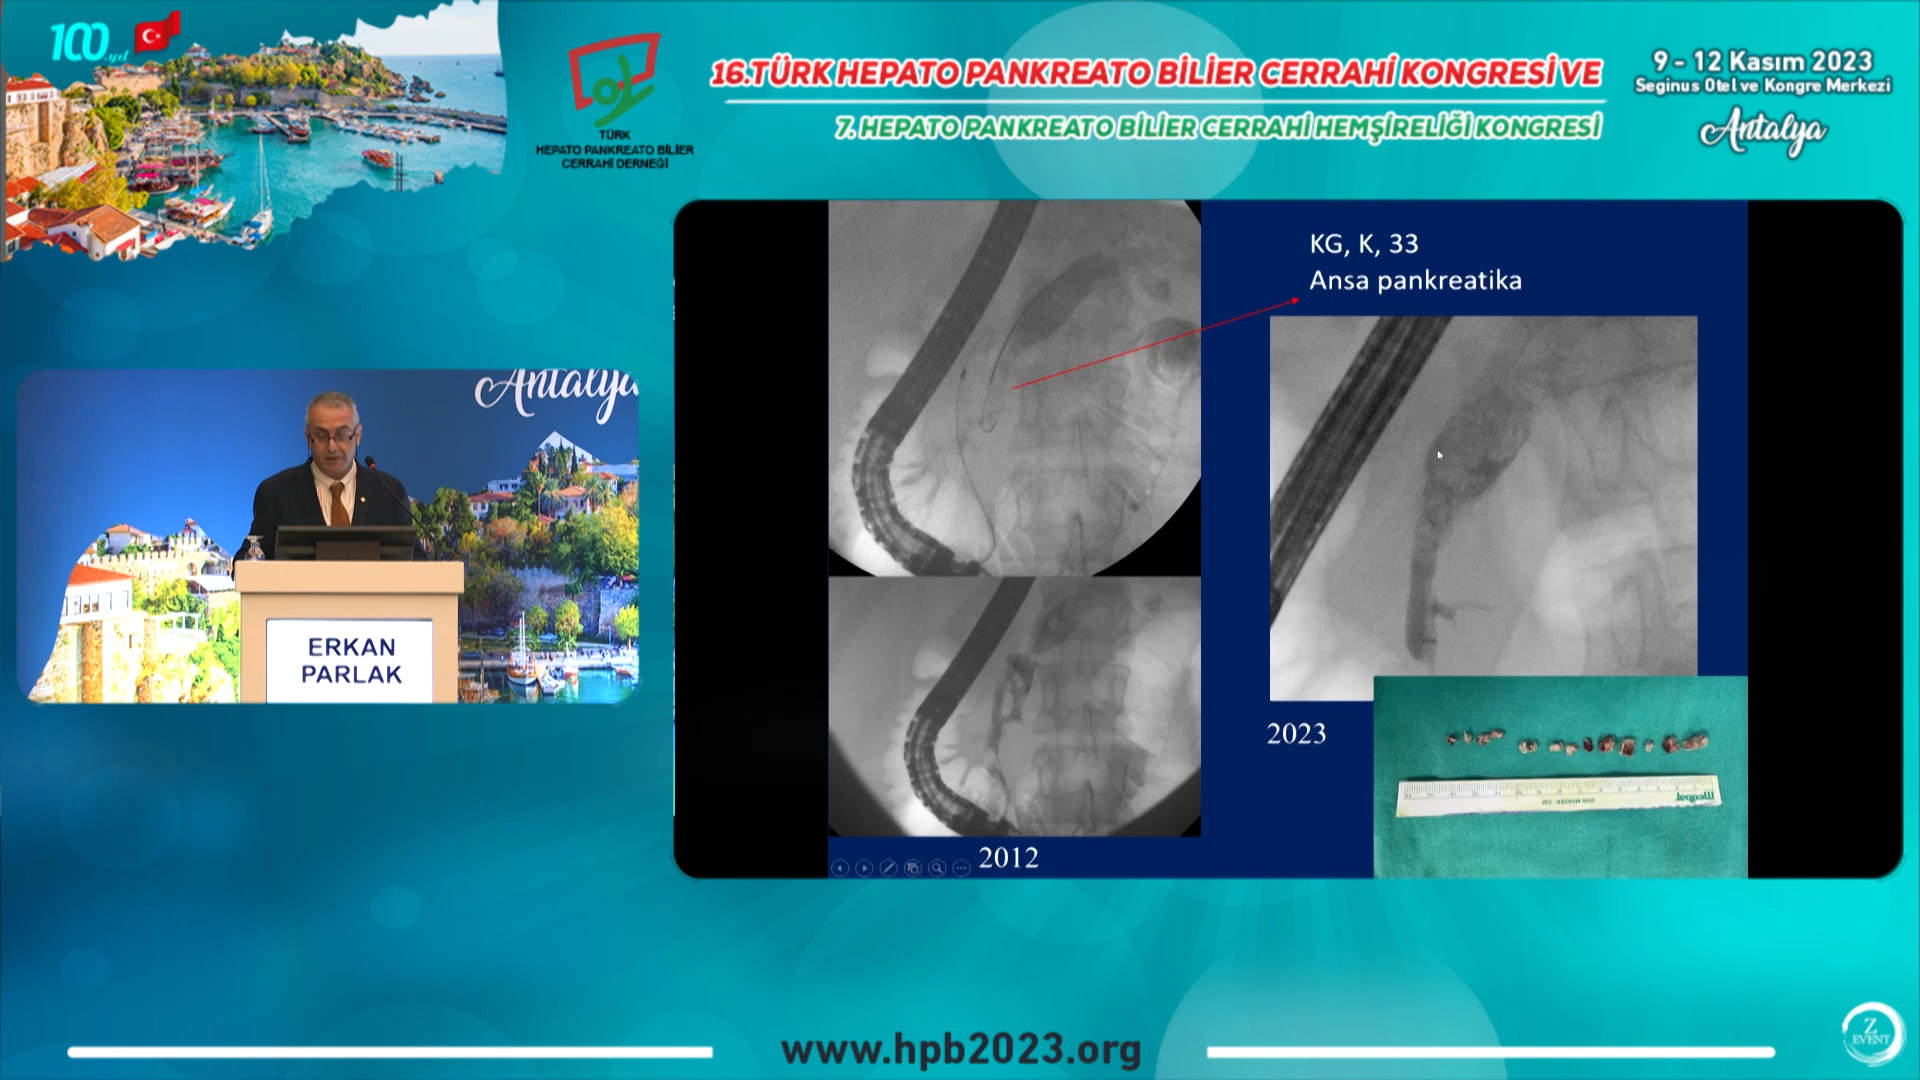 100.yıl
TÜRK
HEPATO PANKREATO BİLİER
CERRAHİ DERNEĞİ
16.TÜRK HEPATO PANKREATO BİLİER CERRAHİ KONGRESİ VE
7. HEPATO PANKREATO BİLİER CERRAHİ HEMŞİRELİĞİ KONGRESİ
9 - 12 Kasım 2023
Seginus Otel ve Kongre Merkezi
Antalya
Antalya
ERKAN
PARLAK
KG, K, 33
Ansa pankreatika
2023
2012
www.hpb2023.org
Z
EVENT